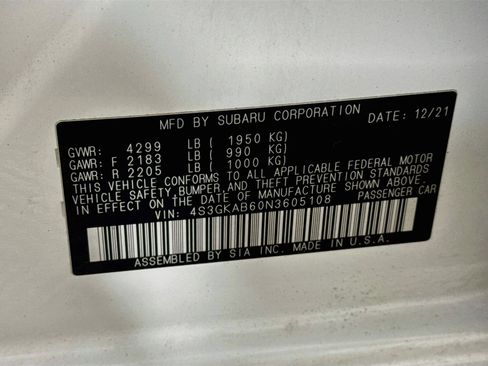 MFD BY SUBARU CORPORATION DATE: 12/21
GVWR: 4299 LB ( 1950 KG)
GAWR: F 2183 LB ( 990 KG)
GAWR: R 2205 LB ( 1000 KG)
THIS VEHICLE CONFORMS TO ALL APPLICABLE FEDERAL MOTOR
VEHICLE SAFETY,BUMPER,AND THEFT PREVENTION STANDARDS
IN EFFECT ON THE DATE OF MANUFACTURE SHOWN ABOVE.
VIN: 4S3GKAB60N3605108 PASSENGER CAR
ASSEMBLED BY SIA INC. MADE IN U.S.A.